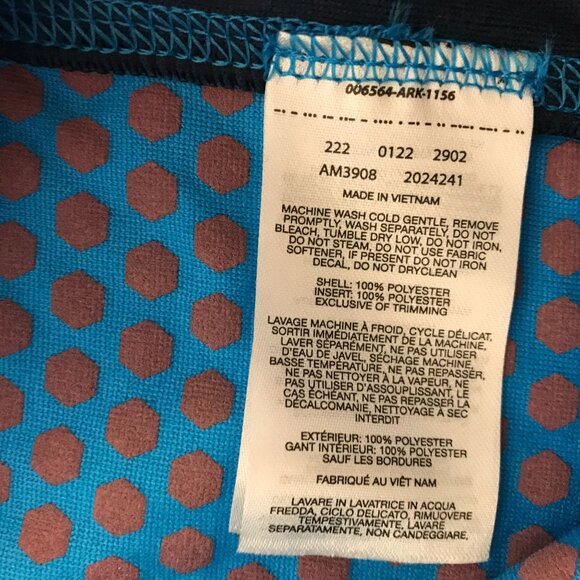 006564-ARK-1156
222 0122 2902
AM3908 2024241
MADE IN VIETNAM
MACHINE WASH COLD GENTLE, REMOVE
PROMPTLY, WASH SEPARATELY, DO NOT
BLEACH, TUMBLE DRY LOW, DO NOT IRON,
DO NOT STEAM, DO NOT USE FABRIC
SOFTENER, IF PRESENT DO NOT IRON
DECAL, DO NOT DRYCLEAN
SHELL: 100% POLYESTER
INSERT: 100% POLYESTER
EXCLUSIVE OF TRIMMING
LAVAGE MACHINE À FROID, CYCLE DÉLICAT,
SORTIR IMMÉDIATEMENT DE LA MACHINE,
LAVER SÉPARÉMENT, NE PAS UTILISER
D'EAU DE JAVEL, SÉCHAGE MACHINE,
BASSE TEMPÉRATURE, NE PAS REPASSER,
NE PAS NETTOYER À LA VAPEUR, NE
PAS UTILISER D'ASSOUPLISSANT, LE
CAS ÉCHÉANT, NE PAS REPASSER LA
DÉCALCOMANIE, NETTOYAGE À SEC
INTERDIT
EXTÉRIEUR: 100% POLYESTER
GANT INTÉRIEUR: 100% POLYESTER
SAUF LES BORDURES
FABRIQUÉ AU VIÊT NAM
LAVARE IN LAVATRICE IN ACQUA
FREDDA, CICLO DELICATO, RIMUOVERE
TEMPESTIVAMENTE, LAVARE
SEPARATAMENTE, NON CANDEGGIARE,